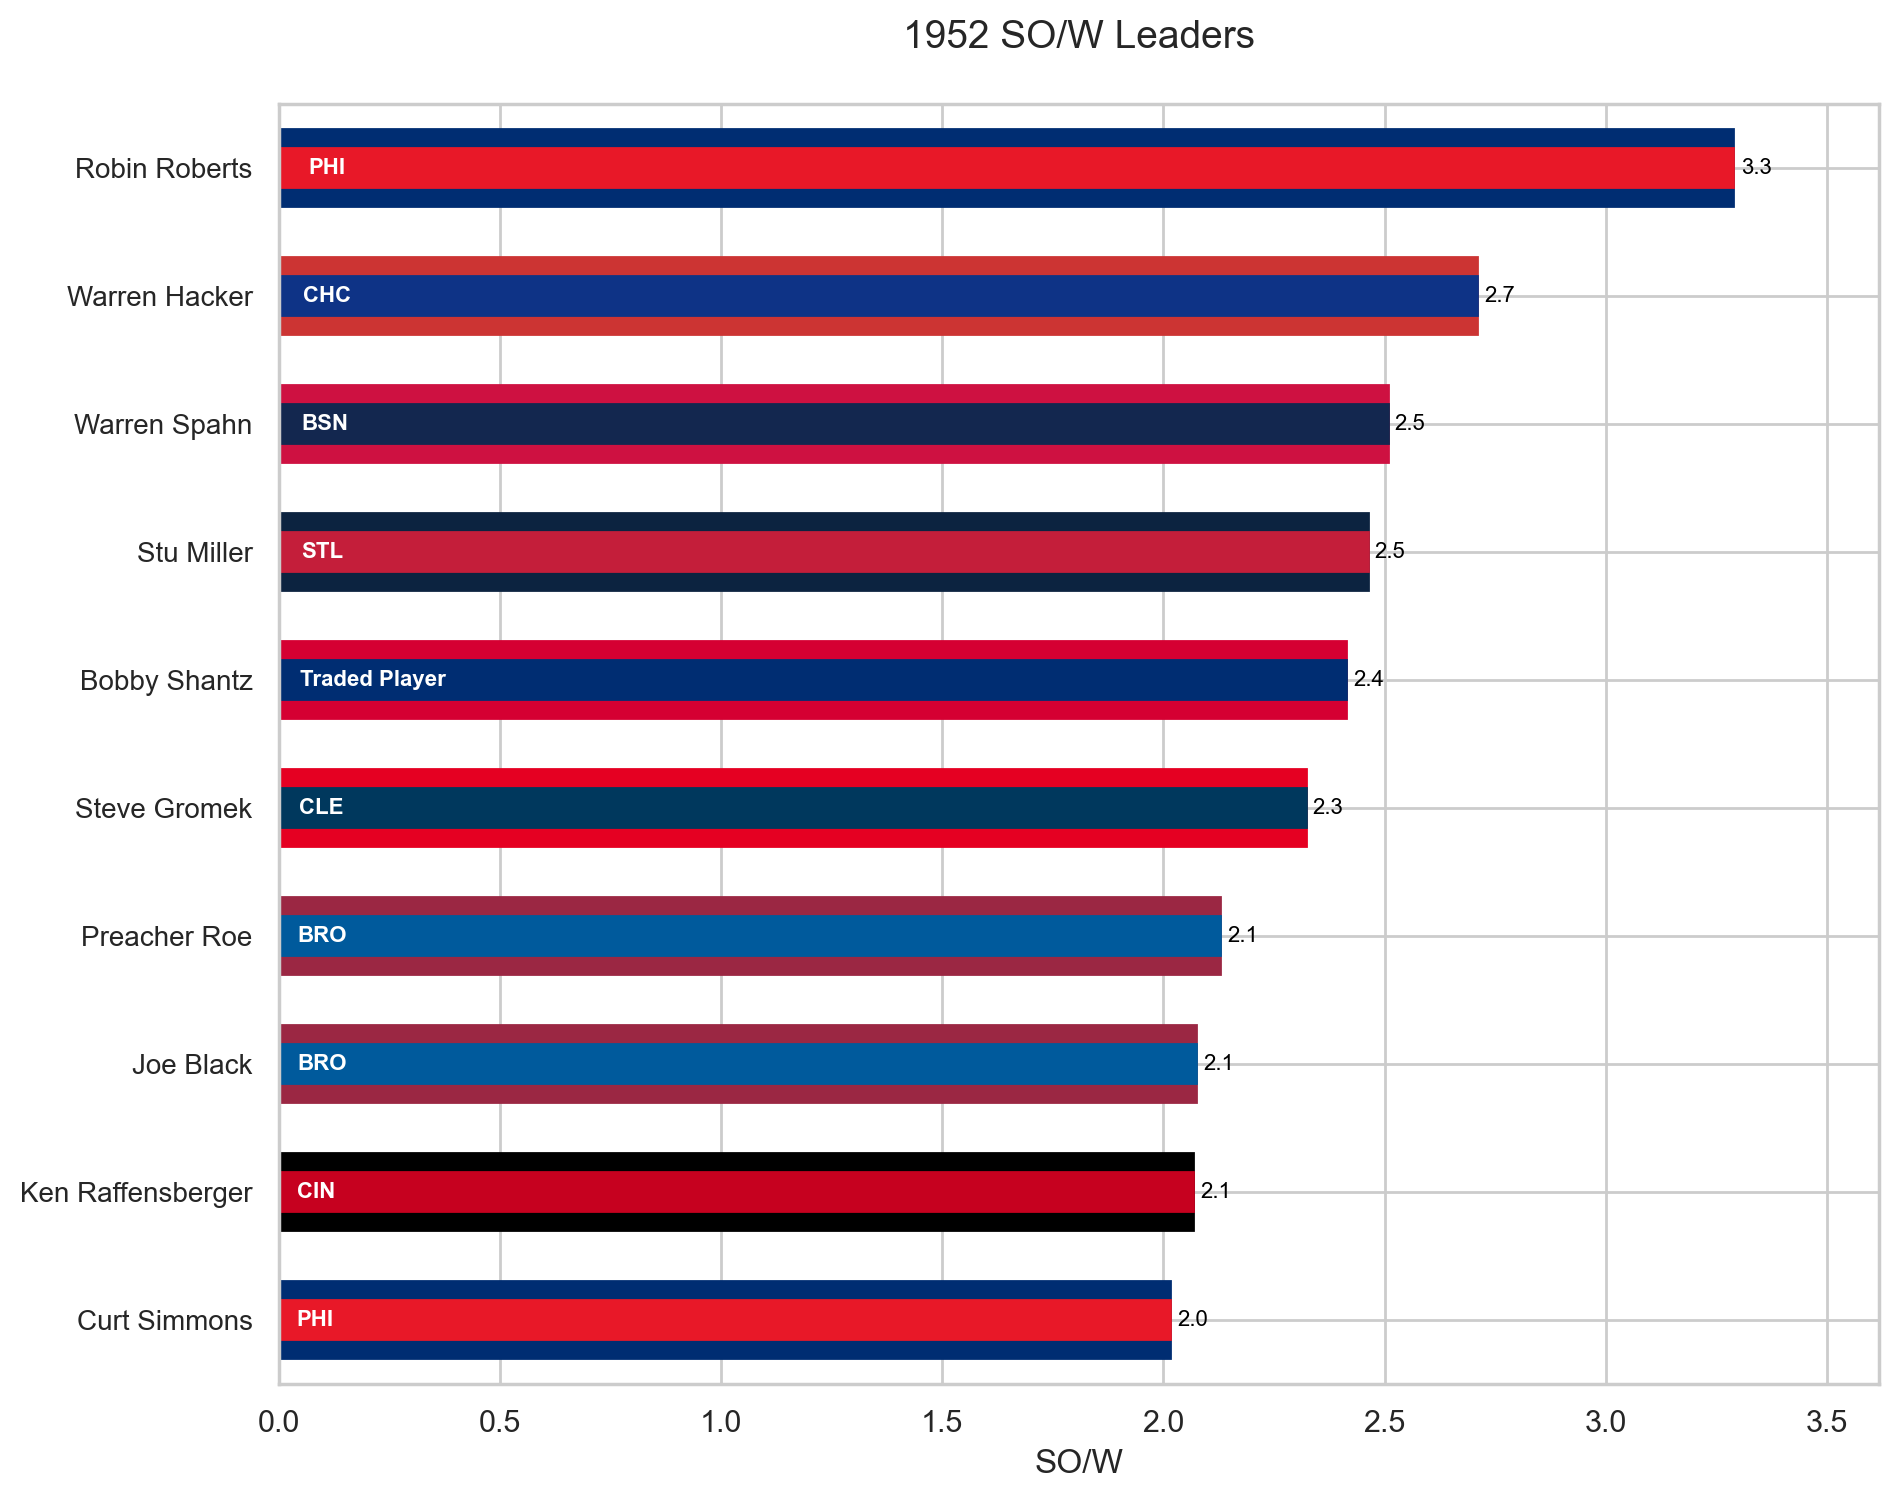 1952 SO/W Leaders
Robin Roberts PHI 3.3
Warren Hacker CHC 2.7
Warren Spahn BSN 2.5
Stu Miller STL 2.5
Bobby Shantz Traded Player 2.4
Steve Gromek CLE 2.3
Preacher Roe BRO 2.1
Joe Black BRO 2.1
Ken Raffensberger CIN 2.1
Curt Simmons PHI 2.0
0.0 0.5 1.0 1.5 2.0 2.5 3.0 3.5
SO/W